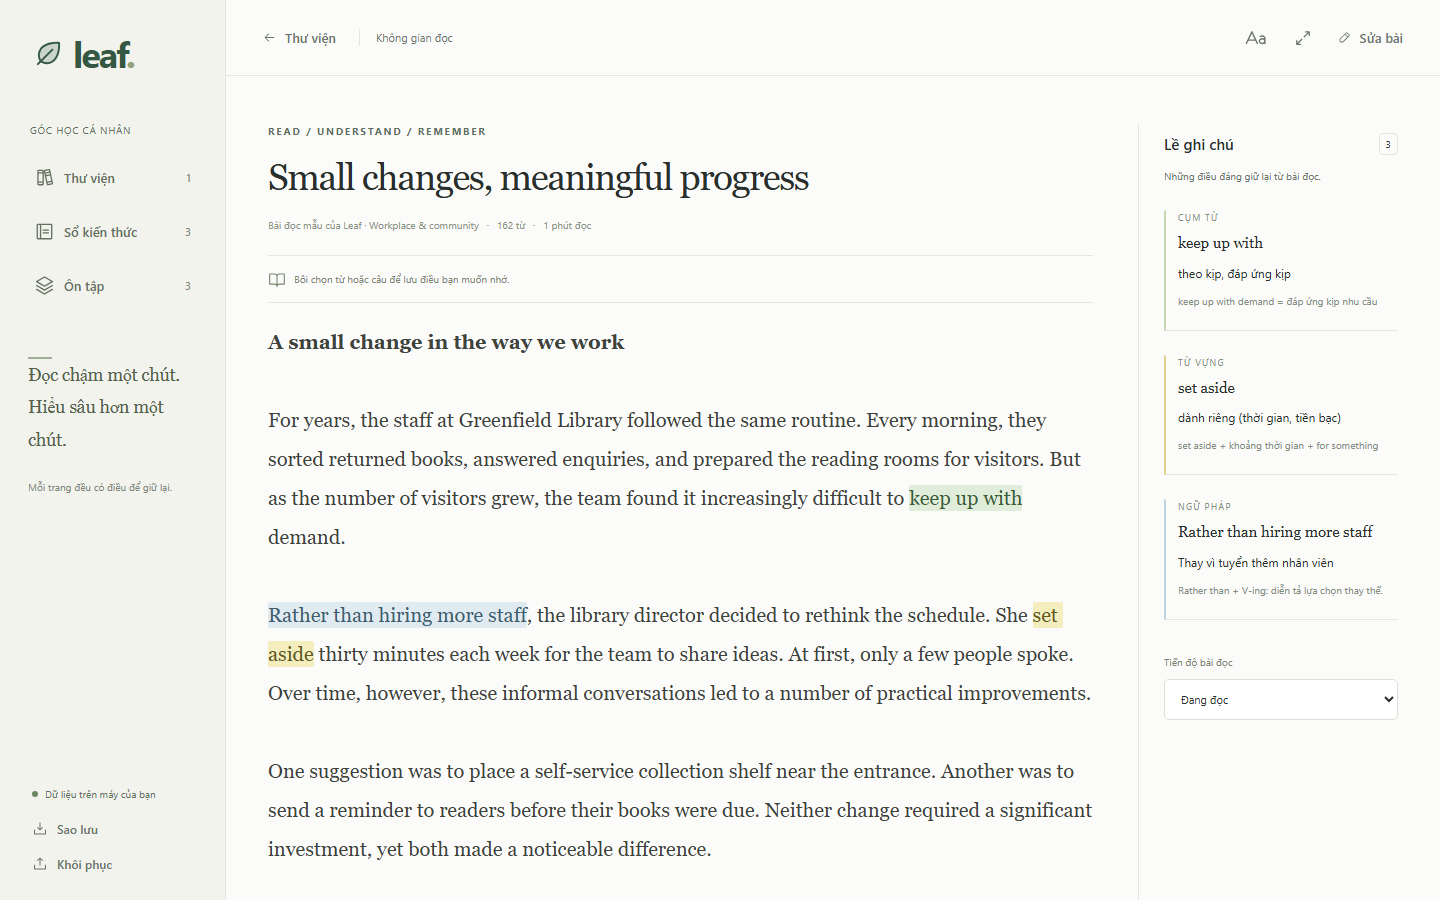 leaf.
GÓC HỌC CÁ NHÂN
Thư viện 1
Sổ kiến thức 3
Ôn tập 3
Đọc chậm một chút.
Hiểu sâu hơn một
chút.
Mỗi trang đều có điều để giữ lại.
Dữ liệu trên máy của bạn
Sao lưu
Khôi phục
← Thư viện
Không gian đọc
Aa
Sửa bài
READ / UNDERSTAND / REMEMBER
Small changes, meaningful progress
Bài đọc mẫu của Leaf · Workplace & community · 162 từ · 1 phút đọc
Bôi chọn từ hoặc câu để lưu điều bạn muốn nhớ.
A small change in the way we work
For years, the staff at Greenfield Library followed the same routine. Every morning, they
sorted returned books, answered enquiries, and prepared the reading rooms for visitors. But
as the number of visitors grew, the team found it increasingly difficult to keep up with
demand.
Rather than hiring more staff, the library director decided to rethink the schedule. She set
aside thirty minutes each week for the team to share ideas. At first, only a few people spoke.
Over time, however, these informal conversations led to a number of practical improvements.
One suggestion was to place a self-service collection shelf near the entrance. Another was to
send a reminder to readers before their books were due. Neither change required a significant
investment, yet both made a noticeable difference.
Lề ghi chú 3
Những điều đáng giữ lại từ bài đọc.
CỤM TỪ
keep up with
theo kịp, đáp ứng kịp
keep up with demand = đáp ứng kịp nhu cầu
TỪ VỰNG
set aside
dành riêng (thời gian, tiền bạc)
set aside + khoảng thời gian + for something
NGỮ PHÁP
Rather than hiring more staff
Thay vì tuyển thêm nhân viên
Rather than + V-ing: diễn tả lựa chọn thay thế.
Tiến độ bài đọc
Đang đọc